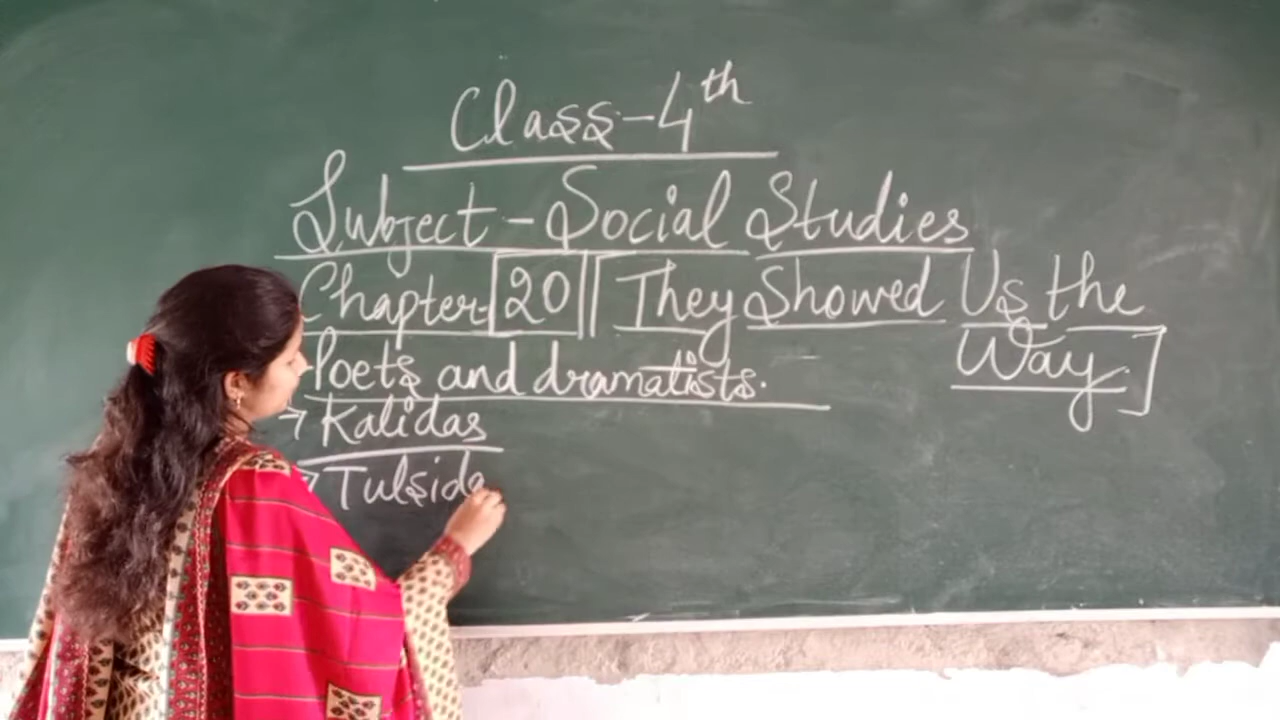 Class-4th
Subject-Social Studies
Chapter-20 They Showed Us the
Way.
Poets and dramatists.
→ Kalidas
→ Tulsida